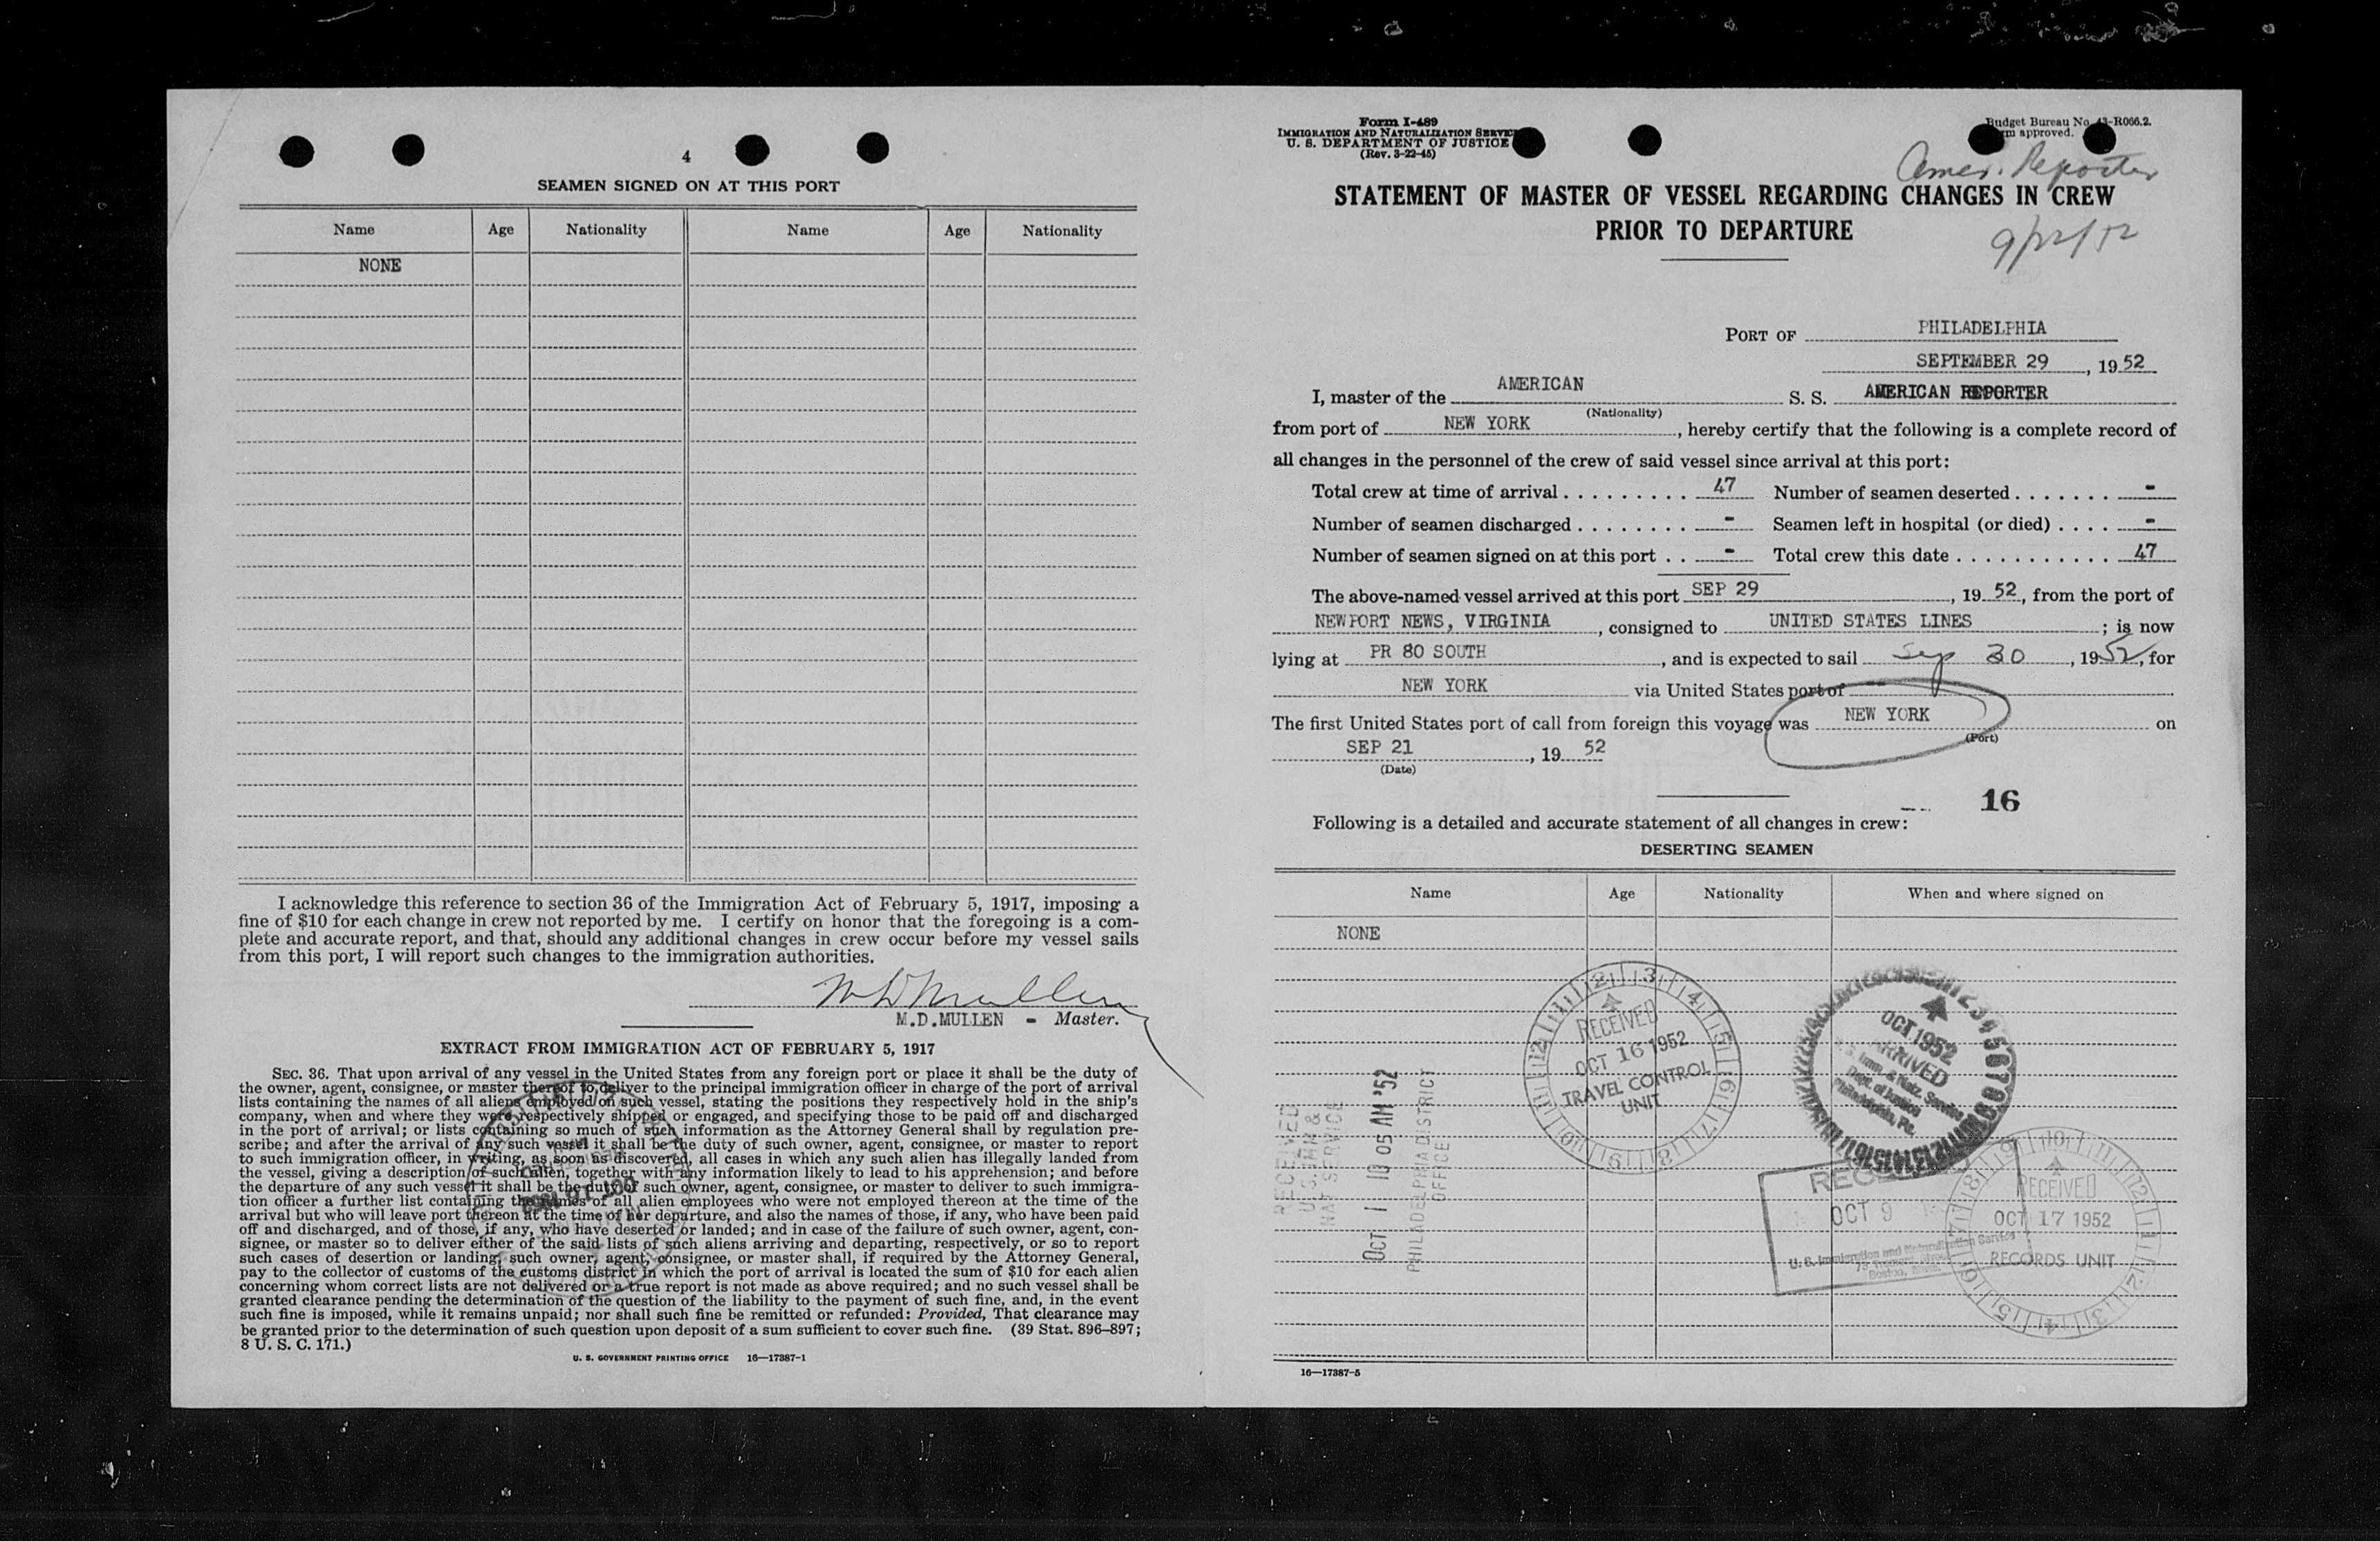 4
SEAMEN SIGNED ON AT THIS PORT
Name Age Nationality Name Age Nationality
NONE
I acknowledge this reference to section 36 of the Immigration Act of February 5, 1917, imposing a
fine of $10 for each change in crew not reported by me. I certify on honor that the foregoing is a com-
plete and accurate report, and that, should any additional changes in crew occur before my vessel sails
from this port, I will report such changes to the immigration authorities.
M D Mullen
M.D.MULLEN - Master.
EXTRACT FROM IMMIGRATION ACT OF FEBRUARY 5, 1917
SEC. 36. That upon arrival of any vessel in the United States from any foreign port or place it shall be the duty of
the owner, agent, consignee, or master thereof to deliver to the principal immigration officer in charge of the port of arrival
lists containing the names of all aliens employed on such vessel, stating the positions they respectively hold in the ship's
company, when and where they were respectively shipped or engaged, and specifying those to be paid off and discharged
in the port of arrival; or lists containing so much of such information as the Attorney General shall by regulation pre-
scribe; and after the arrival of any such vessel it shall be the duty of such owner, agent, consignee, or master to report
to such immigration officer, in writing, as soon as discovered, all cases in which any such alien has illegally landed from
the vessel, giving a description of such alien, together with any information likely to lead to his apprehension; and before
the departure of any such vessel it shall be the duty of such owner, agent, consignee, or master to deliver to such immigra-
tion officer a further list containing the names of all alien employees who were not employed thereon at the time of the
arrival but who will leave port thereon at the time of her departure, and also the names of those, if any, who have been paid
off and discharged, and of those, if any, who have deserted or landed; and in case of the failure of such owner, agent, con-
signee, or master so to deliver either of the said lists of such aliens arriving and departing, respectively, or so to report
such cases of desertion or landing, such owner, agent, consignee, or master shall, if required by the Attorney General,
pay to the collector of customs of the customs district in which the port of arrival is located the sum of $10 for each alien
concerning whom correct lists are not delivered or a true report is not made as above required; and no such vessel shall be
granted clearance pending the determination of the question of the liability to the payment of such fine, and, in the event
such fine is imposed, while it remains unpaid; nor shall such fine be remitted or refunded: Provided, That clearance may
be granted prior to the determination of such question upon deposit of a sum sufficient to cover such fine. (39 Stat. 896–897;
8 U. S. C. 171.)
U. S. GOVERNMENT PRINTING OFFICE 16—17387-1
Form I-489
IMMIGRATION AND NATURALIZATION SERVICE
U. S. DEPARTMENT OF JUSTICE
(Rev. 3-22-45)
Budget Bureau No. 43-R066.2.
approved.
Amer. Reporter
STATEMENT OF MASTER OF VESSEL REGARDING CHANGES IN CREW
PRIOR TO DEPARTURE
9/22/52
PORT OF PHILADELPHIA
SEPTEMBER 29, 1952
I, master of the AMERICAN S. S. AMERICAN REPORTER
(Nationality)
from port of NEW YORK, hereby certify that the following is a complete record of
all changes in the personnel of the crew of said vessel since arrival at this port:
Total crew at time of arrival . . . . . . . . . . 47 Number of seamen deserted . . . . . . . -
Number of seamen discharged . . . . . . . . - Seamen left in hospital (or died) . . . . -
Number of seamen signed on at this port . . - Total crew this date . . . . . . . . . . . 47
The above-named vessel arrived at this port SEP 29, 19 52, from the port of
NEWPORT NEWS, VIRGINIA, consigned to UNITED STATES LINES; is now
lying at PR 80 SOUTH, and is expected to sail Sep 30, 1952, for
NEW YORK via United States port of --
The first United States port of call from foreign this voyage was NEW YORK on
(Port)
SEP 21, 19 52
(Date)
16
Following is a detailed and accurate statement of all changes in crew:
DESERTING SEAMEN
Name Age Nationality When and where signed on
NONE
RECEIVED
OCT 16 1952
TRAVEL CONTROL
UNIT
OCT 1952
ARRIVED
U. S. Imm. & Natz. Service
Dept. of Justice
Philadelphia, Pa.
RECEIVED
U.S. IMM &
NAT SERVICE
OCT 1 10 05 AM '52
PHILADELPHIA DISTRICT
OFFICE
OCT 9
U. S. Immigration and Naturalization Service
Boston, Mass.
RECEIVED
OCT 17 1952
RECORDS UNIT
16—17387-5